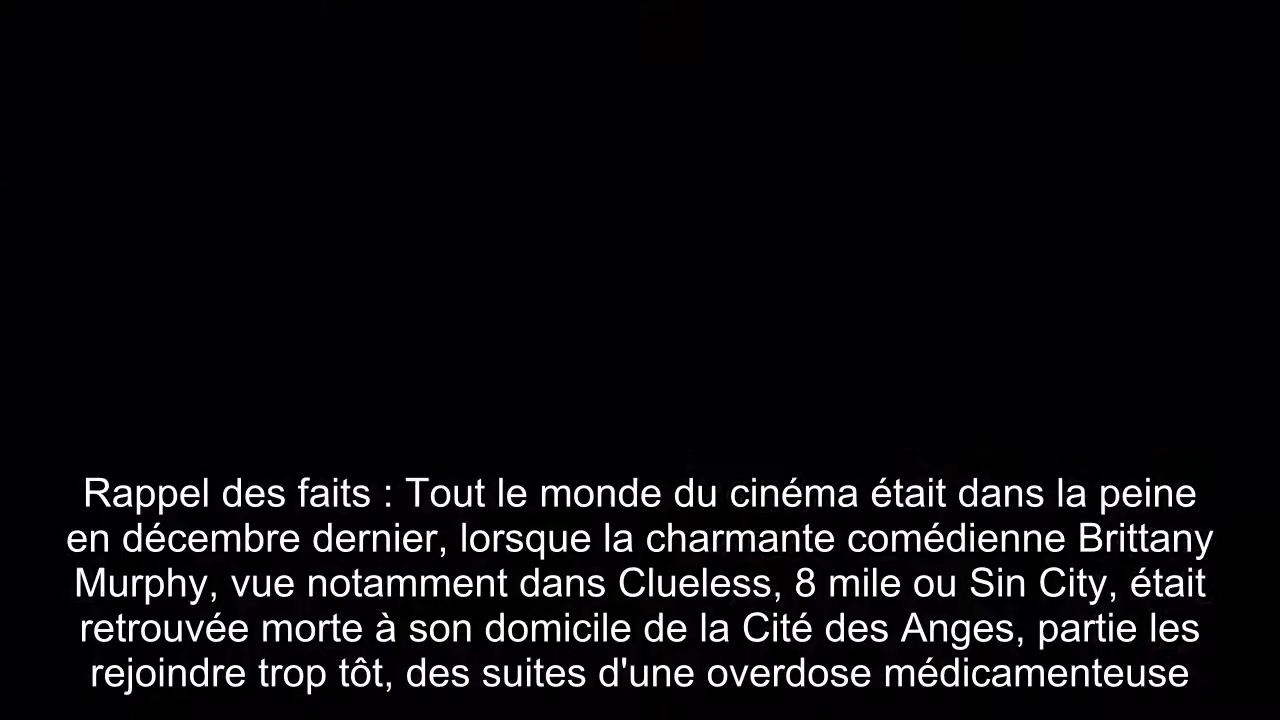 Rappel des faits : Tout le monde du cinéma était dans la peine
en décembre dernier, lorsque la charmante comédienne Brittany
Murphy, vue notamment dans Clueless, 8 mile ou Sin City, était
retrouvée morte à son domicile de la Cité des Anges, partie les
rejoindre trop tôt, des suites d'une overdose médicamenteuse